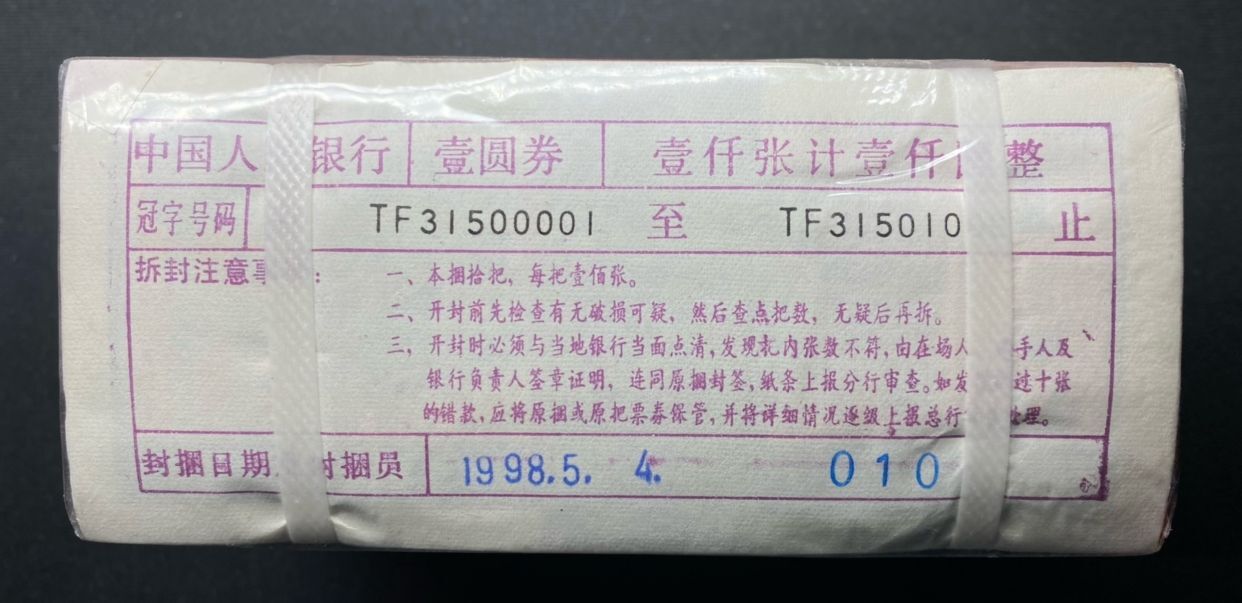 中国人 银行 壹圆券 壹仟张计壹仟 整
冠字号码 TF31500001 至 TF315010 止
拆封注意事 :
一、本捆拾把，每把壹佰张。
二、开封前先检查有无破损可疑，然后查点把数，无疑后再拆。
三、开封时必须与当地银行当面点清，发现扎内张数不符，由在场人 手人及
银行负责人签章证明，连同原捆封签，纸条上报分行审查。如发 过十张
的错款，应将原捆或原把票券保管，并将详细情况逐级上报总行 处理。
封捆日期 封捆员 1998.5. 4. 010